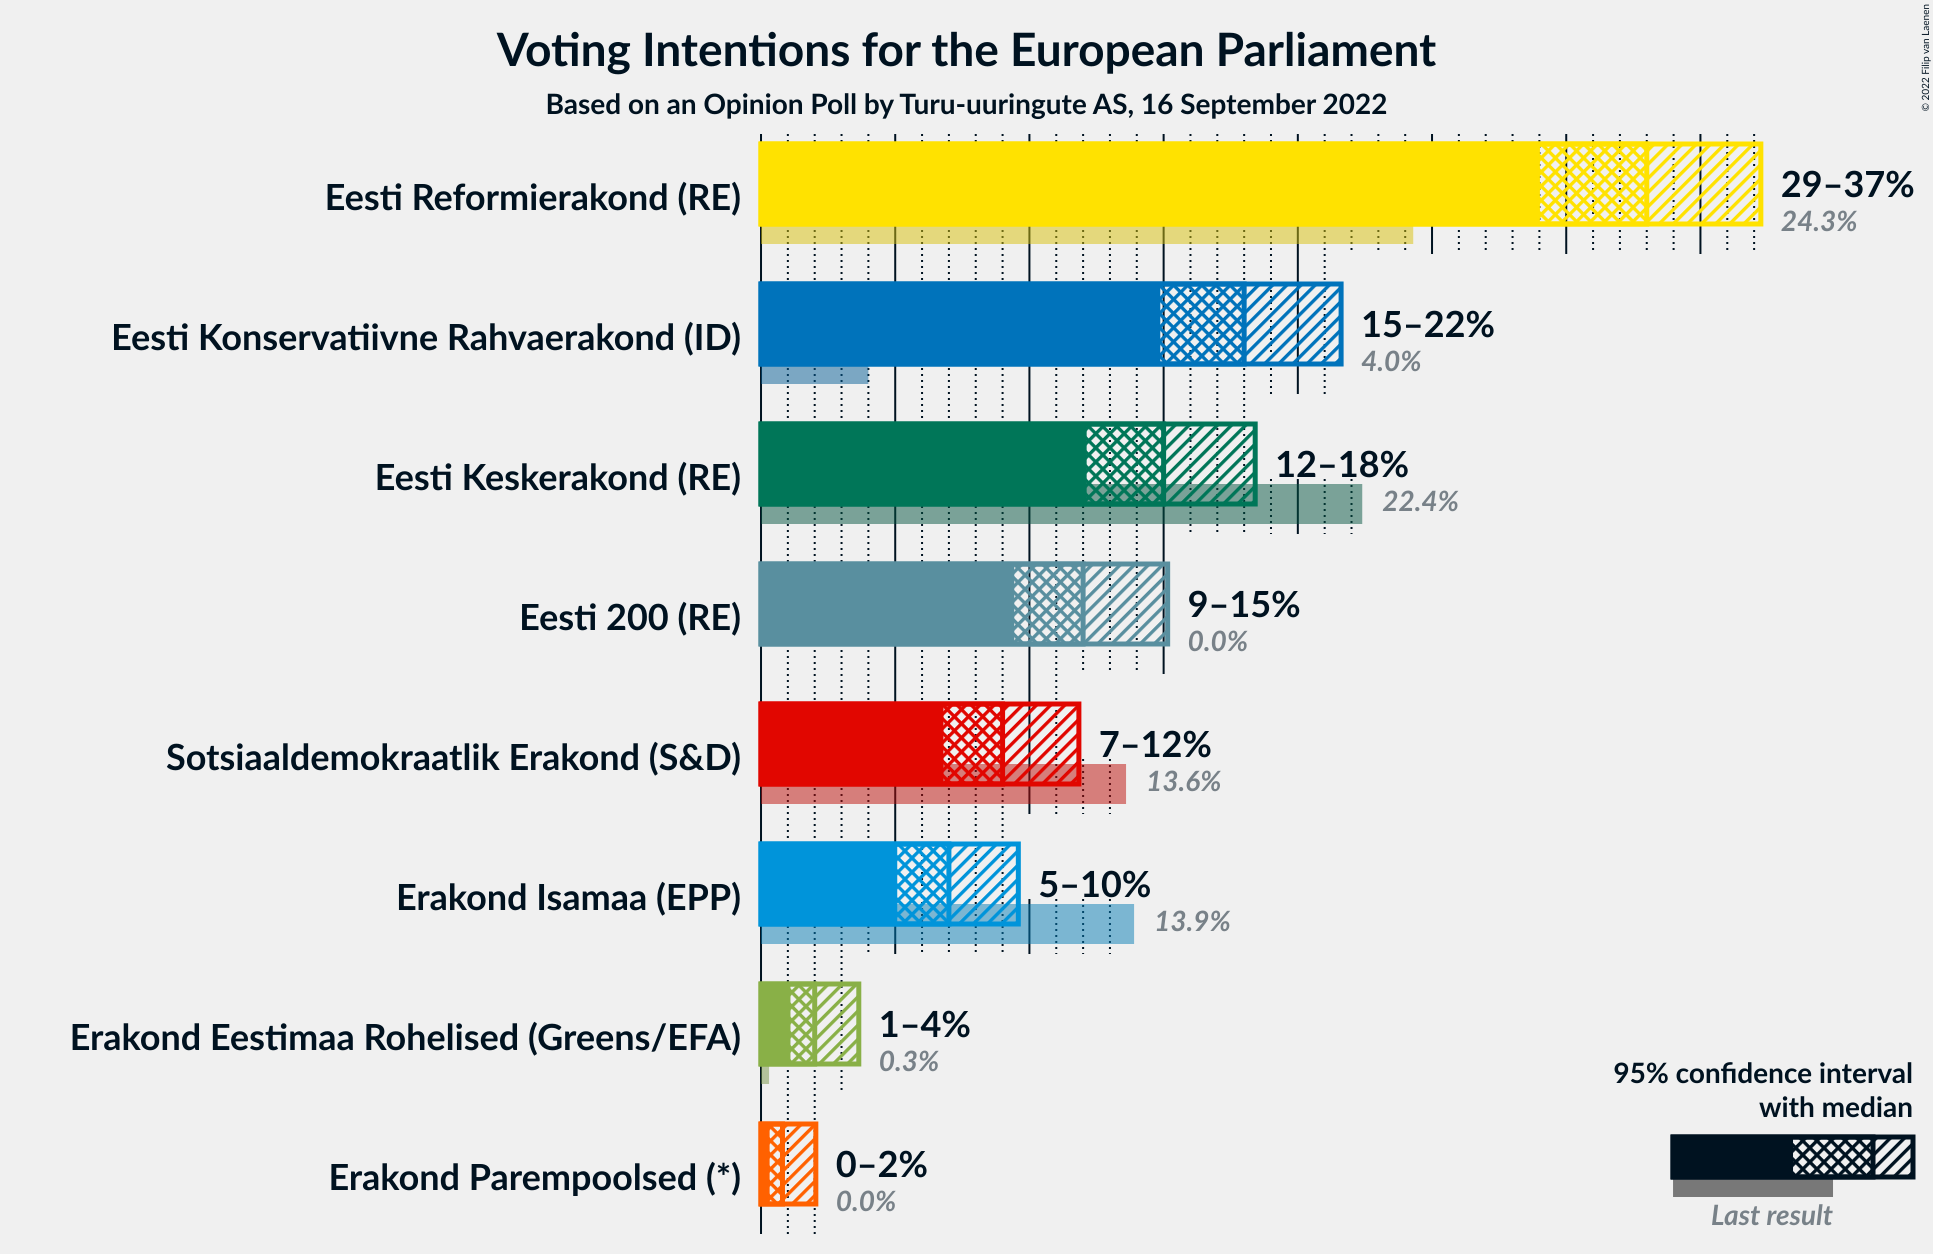 Voting Intentions for the European Parliament
Based on an Opinion Poll by Turu-uuringute AS, 16 September 2022
© 2022 Filip van Laenen
Eesti Reformierakond (RE)
29–37%
24.3%
Eesti Konservatiivne Rahvaerakond (ID)
15–22%
4.0%
Eesti Keskerakond (RE)
12–18%
22.4%
Eesti 200 (RE)
9–15%
0.0%
Sotsiaaldemokraatlik Erakond (S&D)
7–12%
13.6%
Erakond Isamaa (EPP)
5–10%
13.9%
Erakond Eestimaa Rohelised (Greens/EFA)
1–4%
0.3%
Erakond Parempoolsed (*)
0–2%
0.0%
95% confidence interval
with median
Last result